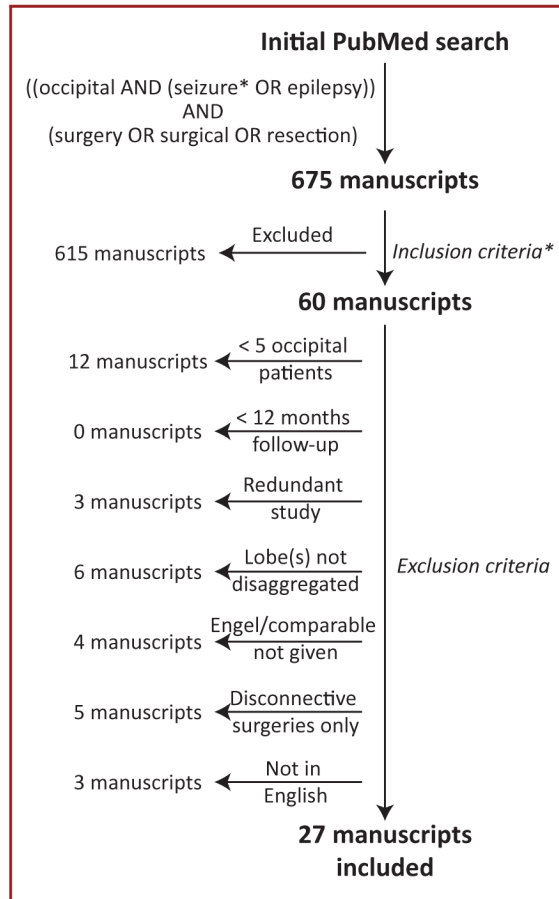 Initial PubMed search
((occipital AND (seizure* OR epilepsy))
AND
(surgery OR surgical OR resection)
675 manuscripts
Excluded
615 manuscripts
Inclusion criteria*
60 manuscripts
< 5 occipital
12 manuscripts
patients
< 12 months
0 manuscripts
follow-up
Redundant
3 manuscripts
study
Lobe(s) not
6 manuscripts
disaggregated
Exclusion criteria
Engel/comparable
4 manuscripts
not given
Disconnective
5 manuscripts
surgeries only
Not in
3 manuscripts
English
27 manuscripts
included